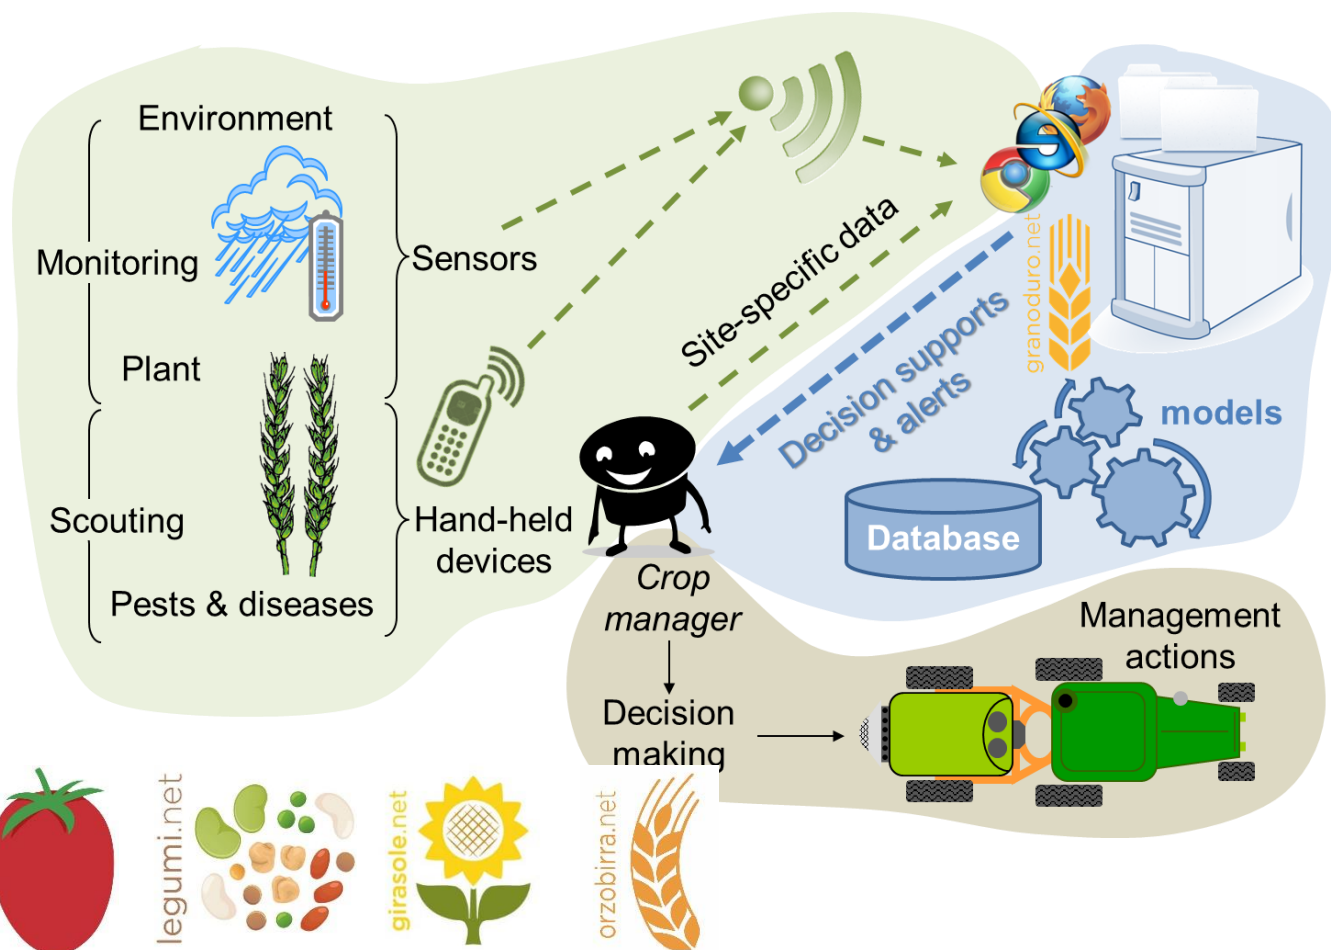 Environment
Monitoring
Sensors
Plant
Scouting
Hand-held
devices
Pests & diseases
Site-specific data
Decision supports
& alerts
granoduro.net
models
Database
Crop
manager
Decision
making
Management
actions
legumi.net
girasole.net
orzobirra.net